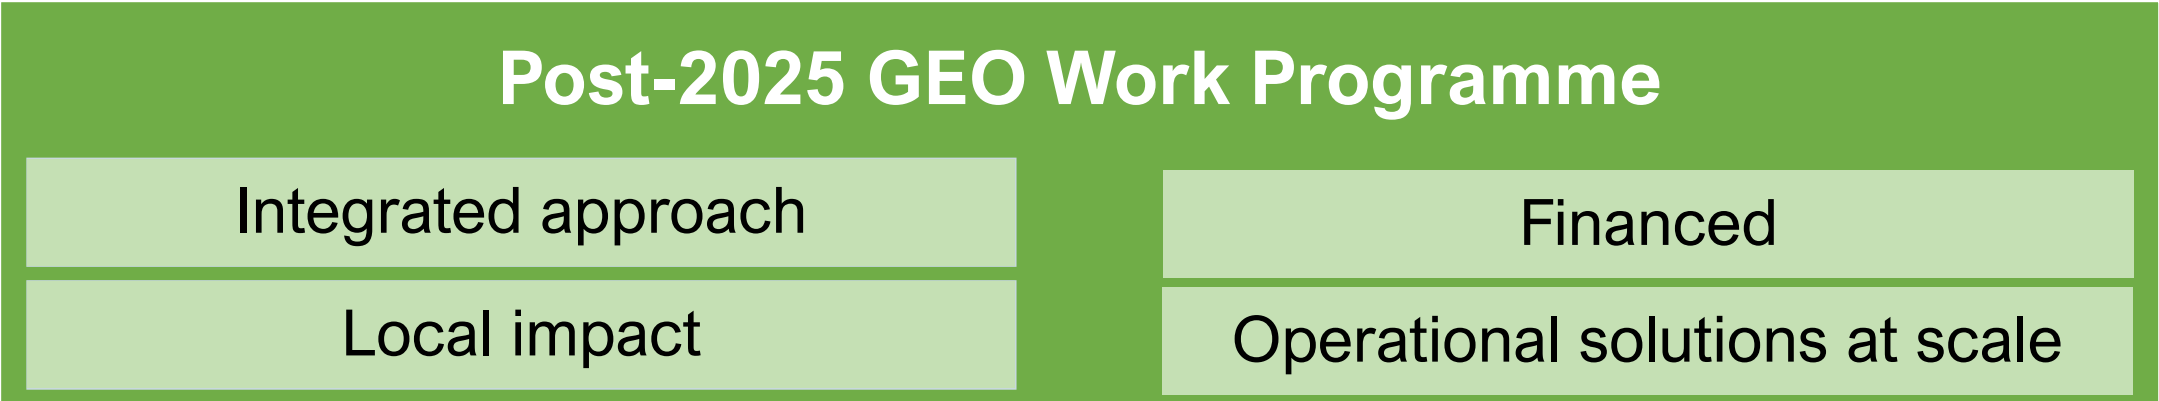 Post-2025 GEO Work Programme
Integrated approach
Local impact
Financed
Operational solutions at scale